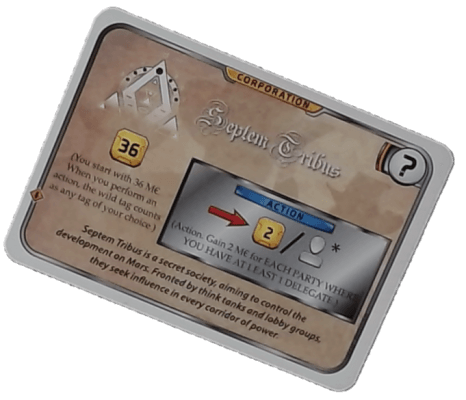 CORPORATION
Septem Tribus
?
36
(You start with 36 M€.
When you perform an
action, the wild tag counts
as any tag of your choice.)
ACTION
2 / *
(Action: Gain 2 M€ for EACH PARTY WHERE
YOU HAVE AT LEAST 1 DELEGATE.)
Septem Tribus is a secret society, aiming to control the
development on Mars. Fronted by think tanks and lobby groups,
they seek influence in every corridor of power.